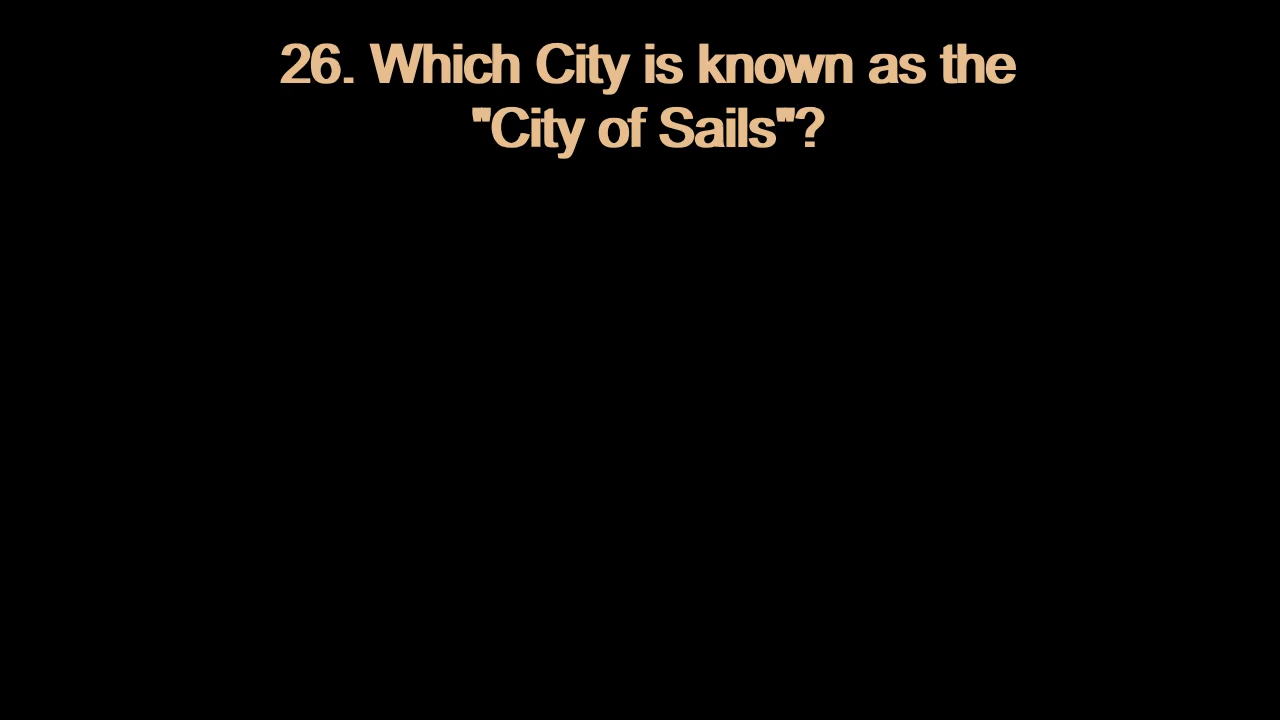 26. Which City is known as the
"City of Sails"?